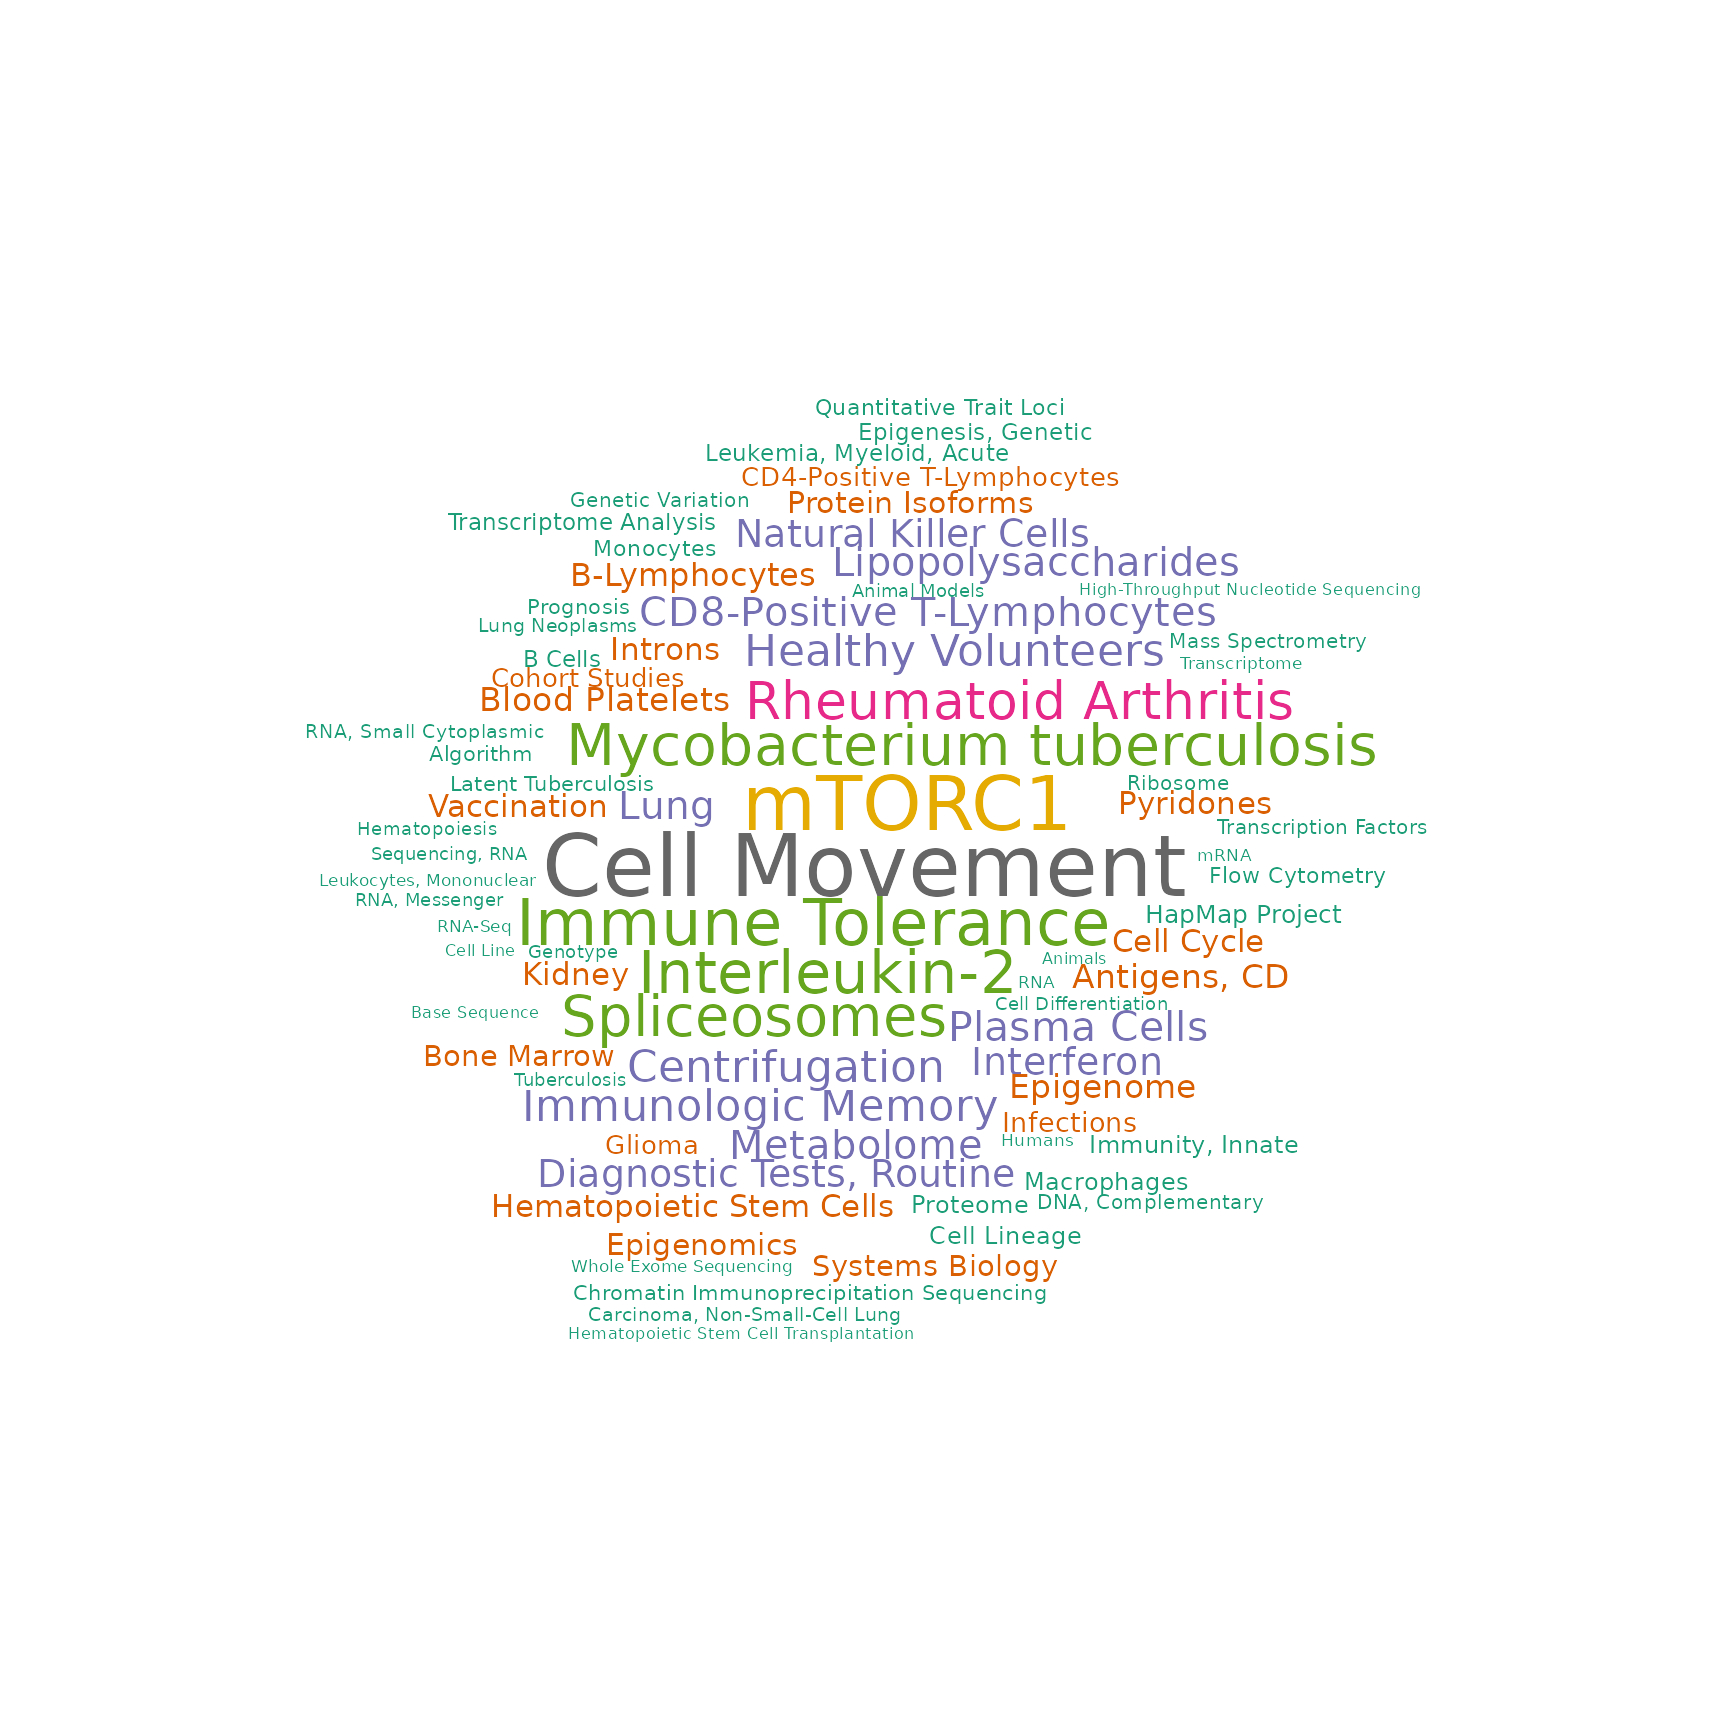 Quantitative Trait Loci
Epigenesis, Genetic
Leukemia, Myeloid, Acute
CD4-Positive T-Lymphocytes
Genetic Variation
Protein Isoforms
Transcriptome Analysis
Natural Killer Cells
Monocytes
Lipopolysaccharides
B-Lymphocytes
Animal Models
High-Throughput Nucleotide Sequencing
Prognosis
CD8-Positive T-Lymphocytes
Lung Neoplasms
Introns
Healthy Volunteers
Mass Spectrometry
B Cells
Transcriptome
Cohort Studies
Blood Platelets
Rheumatoid Arthritis
RNA, Small Cytoplasmic
Mycobacterium tuberculosis
Algorithm
Latent Tuberculosis
Ribosome
Vaccination
Lung
mTORC1
Pyridones
Hematopoiesis
Transcription Factors
Sequencing, RNA
Cell Movement
mRNA
Leukocytes, Mononuclear
Flow Cytometry
RNA, Messenger
HapMap Project
RNA-Seq
Immune Tolerance
Cell Cycle
Cell Line
Genotype
Animals
Kidney
Interleukin-2
RNA
Antigens, CD
Base Sequence
Spliceosomes
Cell Differentiation
Plasma Cells
Bone Marrow
Centrifugation
Interferon
Tuberculosis
Epigenome
Immunologic Memory
Infections
Glioma
Metabolome
Humans
Immunity, Innate
Diagnostic Tests, Routine
Macrophages
Hematopoietic Stem Cells
Proteome
DNA, Complementary
Cell Lineage
Epigenomics
Whole Exome Sequencing
Systems Biology
Chromatin Immunoprecipitation Sequencing
Carcinoma, Non-Small-Cell Lung
Hematopoietic Stem Cell Transplantation